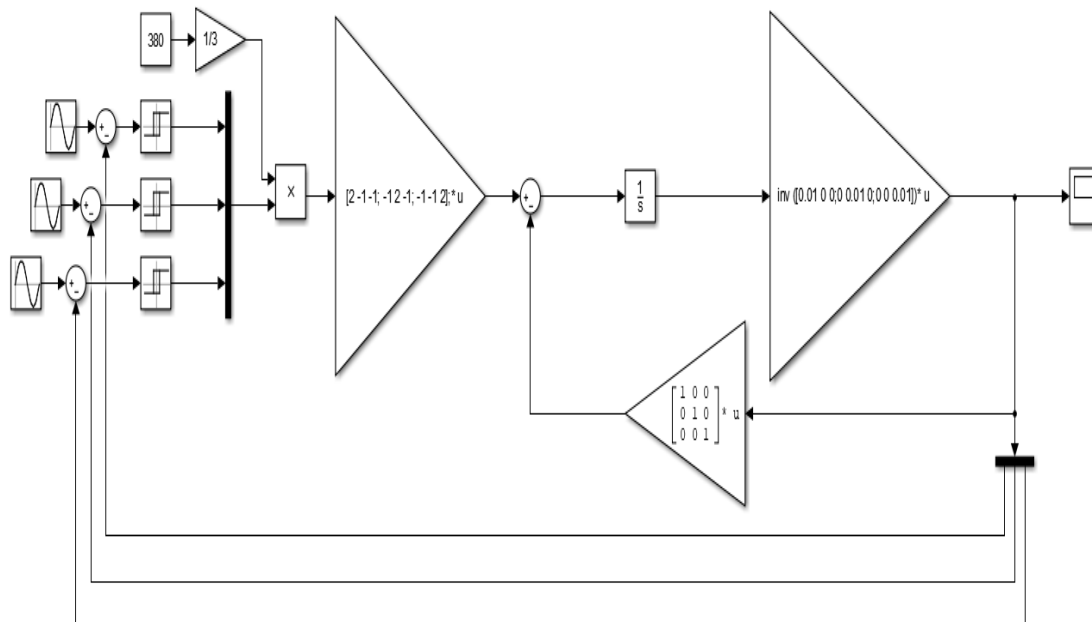 380
1/3
+
-
+
-
+
-
×
[2 -1 -1; -1 2 -1; -1 -1 2];* u
+
-
1
s
inv ([0.01 0 0;0 0.01 0;0 0 0.01])* u
1 0 0
0 1 0 * u
0 0 1